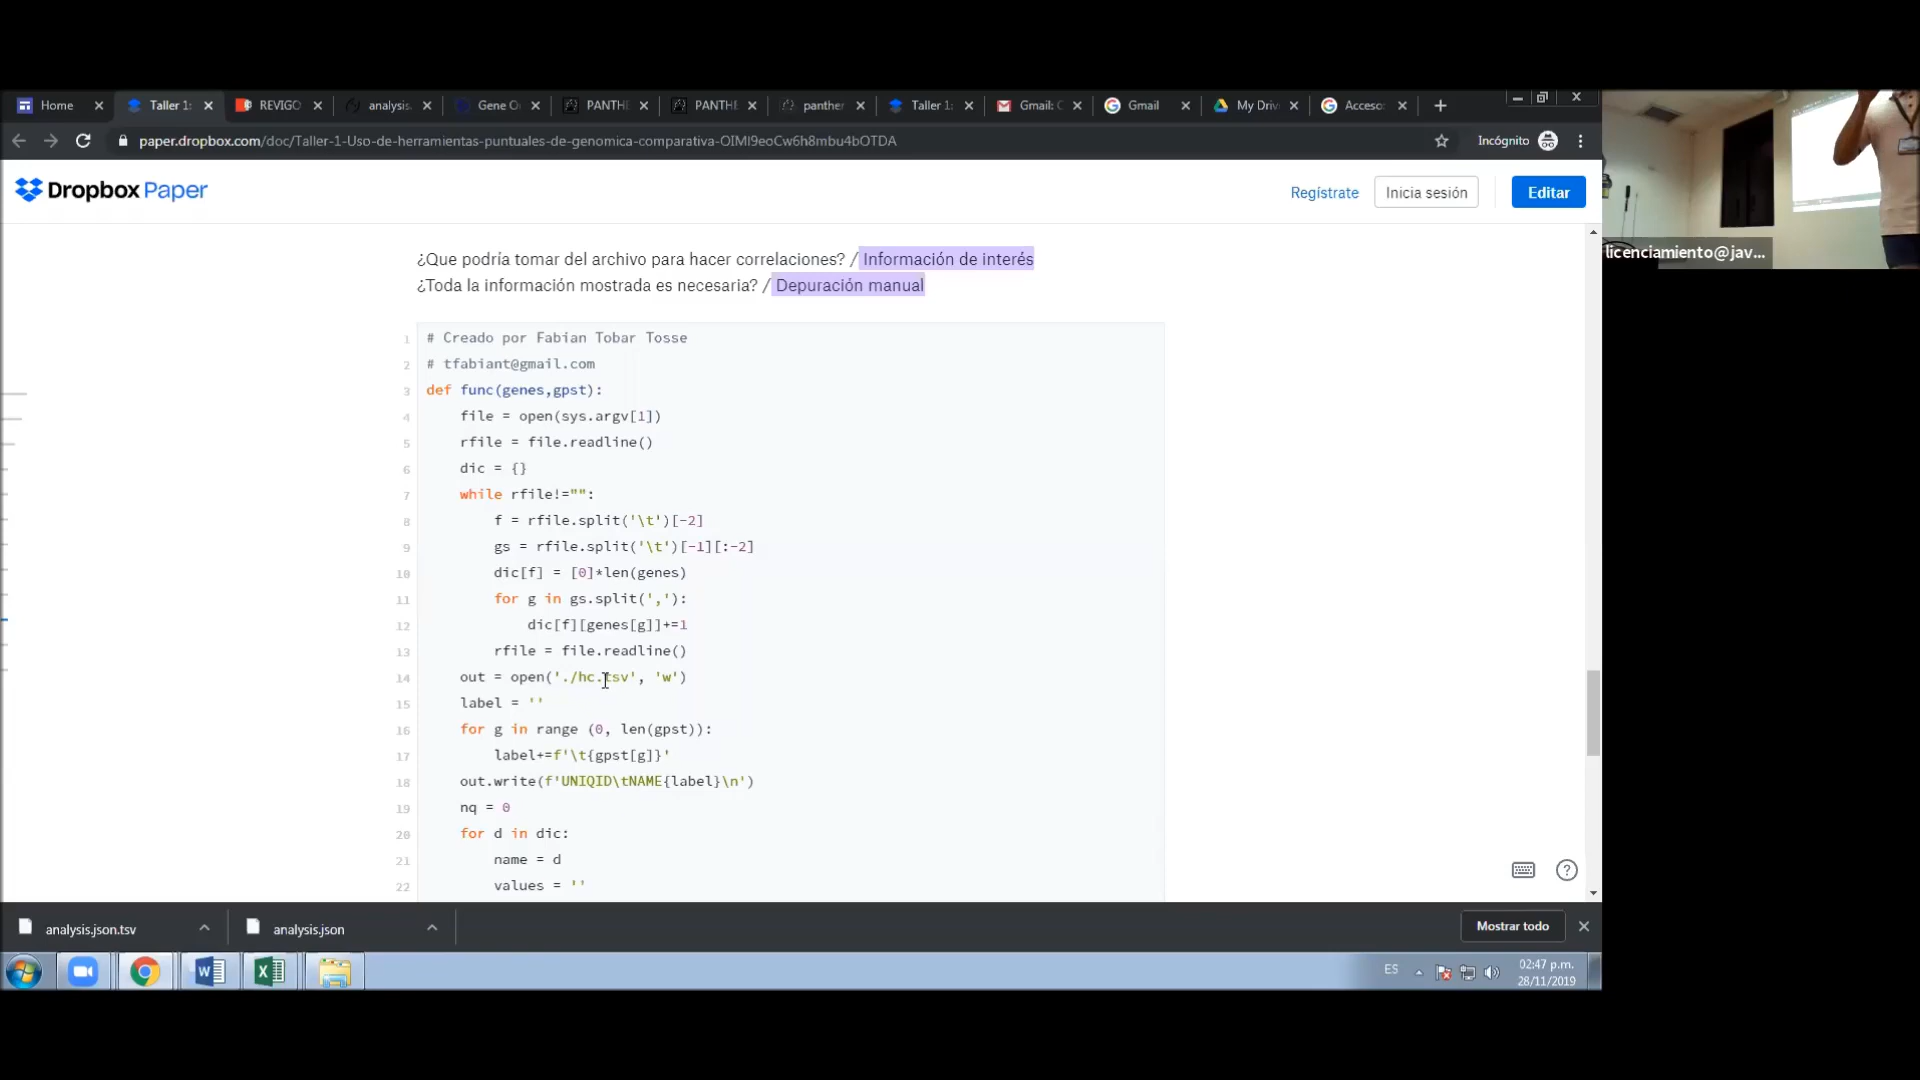 Home
Taller 1:
REVIGO
analysis.
Gene O
PANTHE
PANTHE
panther
Taller 1:
Gmail: C
Gmail
My Driv
Acceso
paper.dropbox.com/doc/Taller-1-Uso-de-herramientas-puntuales-de-genomica-comparativa-OIMI9eoCw6h8mbu4bOTDA
Incógnito
Dropbox Paper
Regístrate
Inicia sesión
Editar
licenciamiento@jav...
¿Que podría tomar del archivo para hacer correlaciones? / Información de interés
¿Toda la información mostrada es necesaria? / Depuración manual
1 # Creado por Fabian Tobar Tosse
2 # tfabiant@gmail.com
3 def func(genes,gpst):
4 file = open(sys.argv[1])
5 rfile = file.readline()
6 dic = {}
7 while rfile!="":
8 f = rfile.split('\t')[-2]
9 gs = rfile.split('\t')[-1][:-2]
10 dic[f] = [0]*len(genes)
11 for g in gs.split(','):
12 dic[f][genes[g]]+=1
13 rfile = file.readline()
14 out = open('./hc.tsv', 'w')
15 label = ''
16 for g in range (0, len(gpst)):
17 label+=f'\t{gpst[g]}'
18 out.write(f'UNIQID\tNAME{label}\n')
19 nq = 0
20 for d in dic:
21 name = d
22 values = ''
analysis.json.tsv
analysis.json
Mostrar todo
ES
02:47 p.m.
28/11/2019